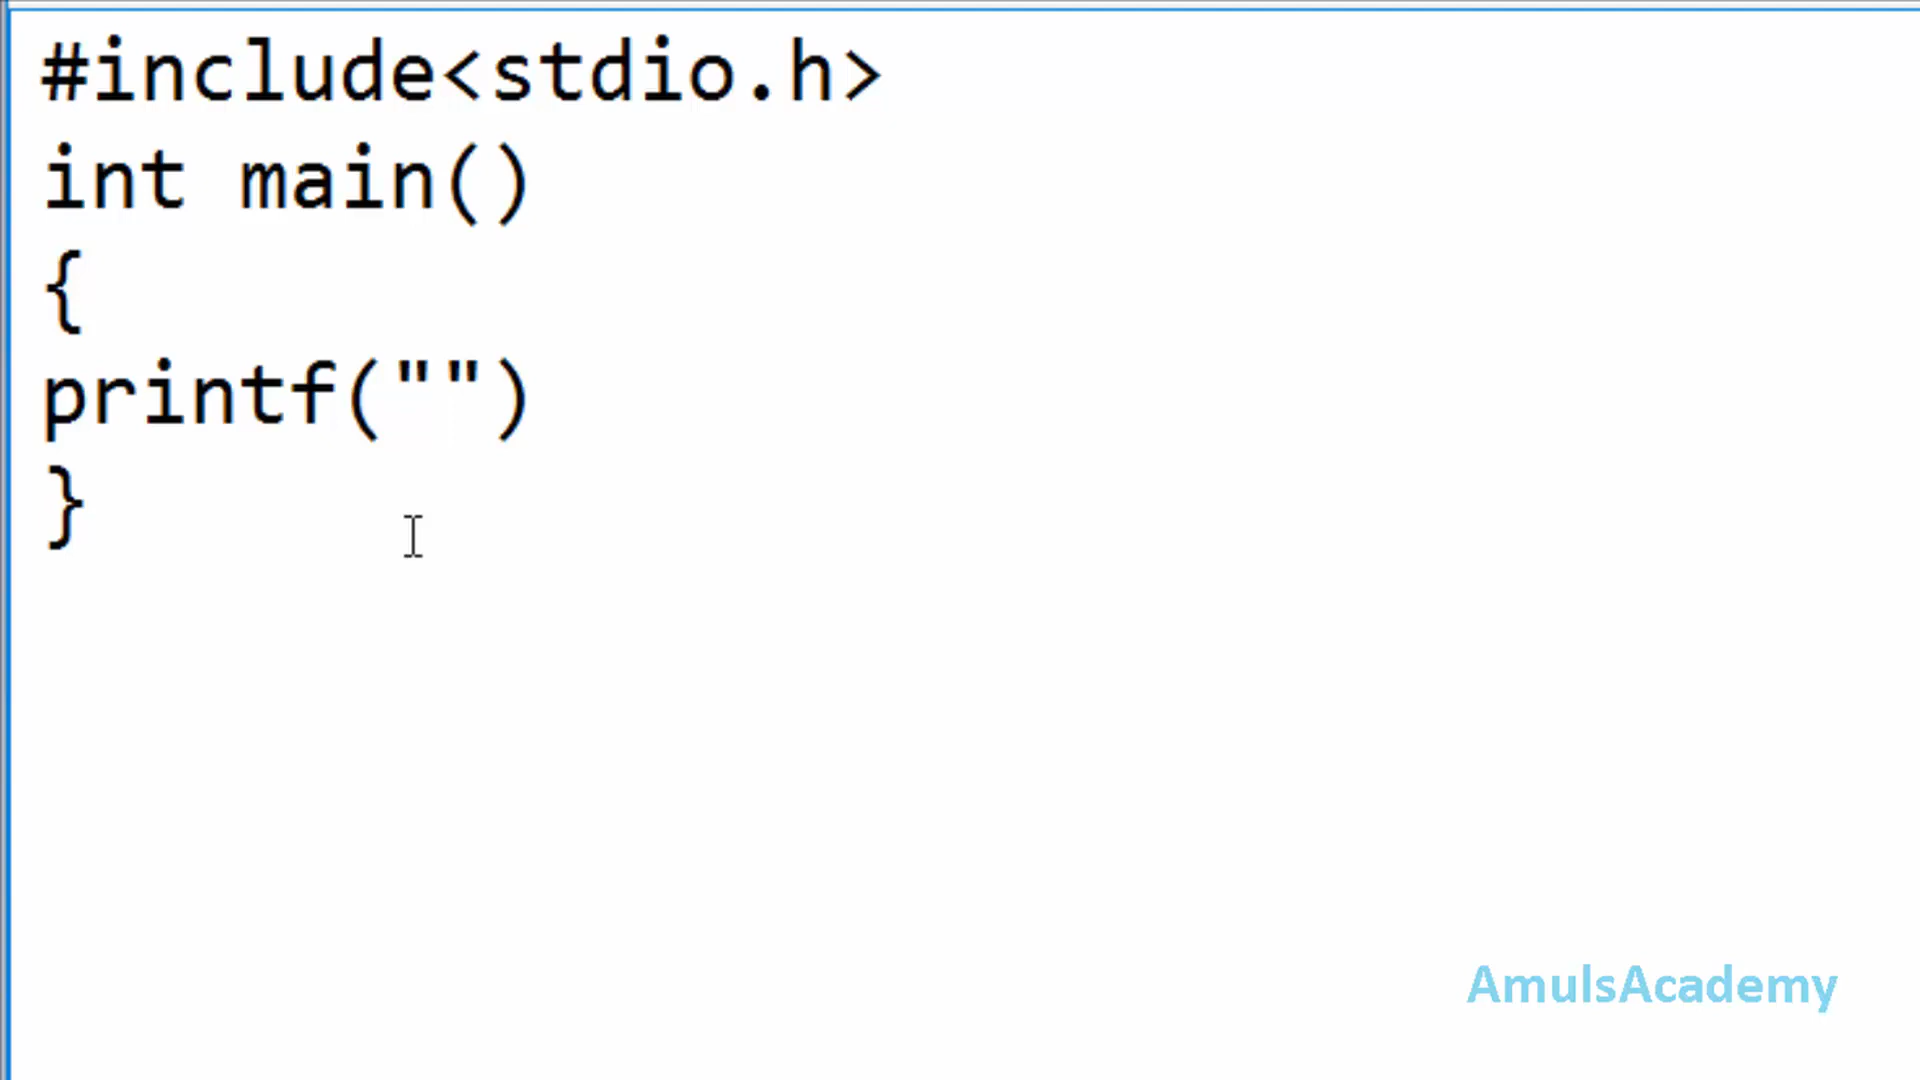 #include<stdio.h>
int main()
{
printf("")
}
AmulsAcademy